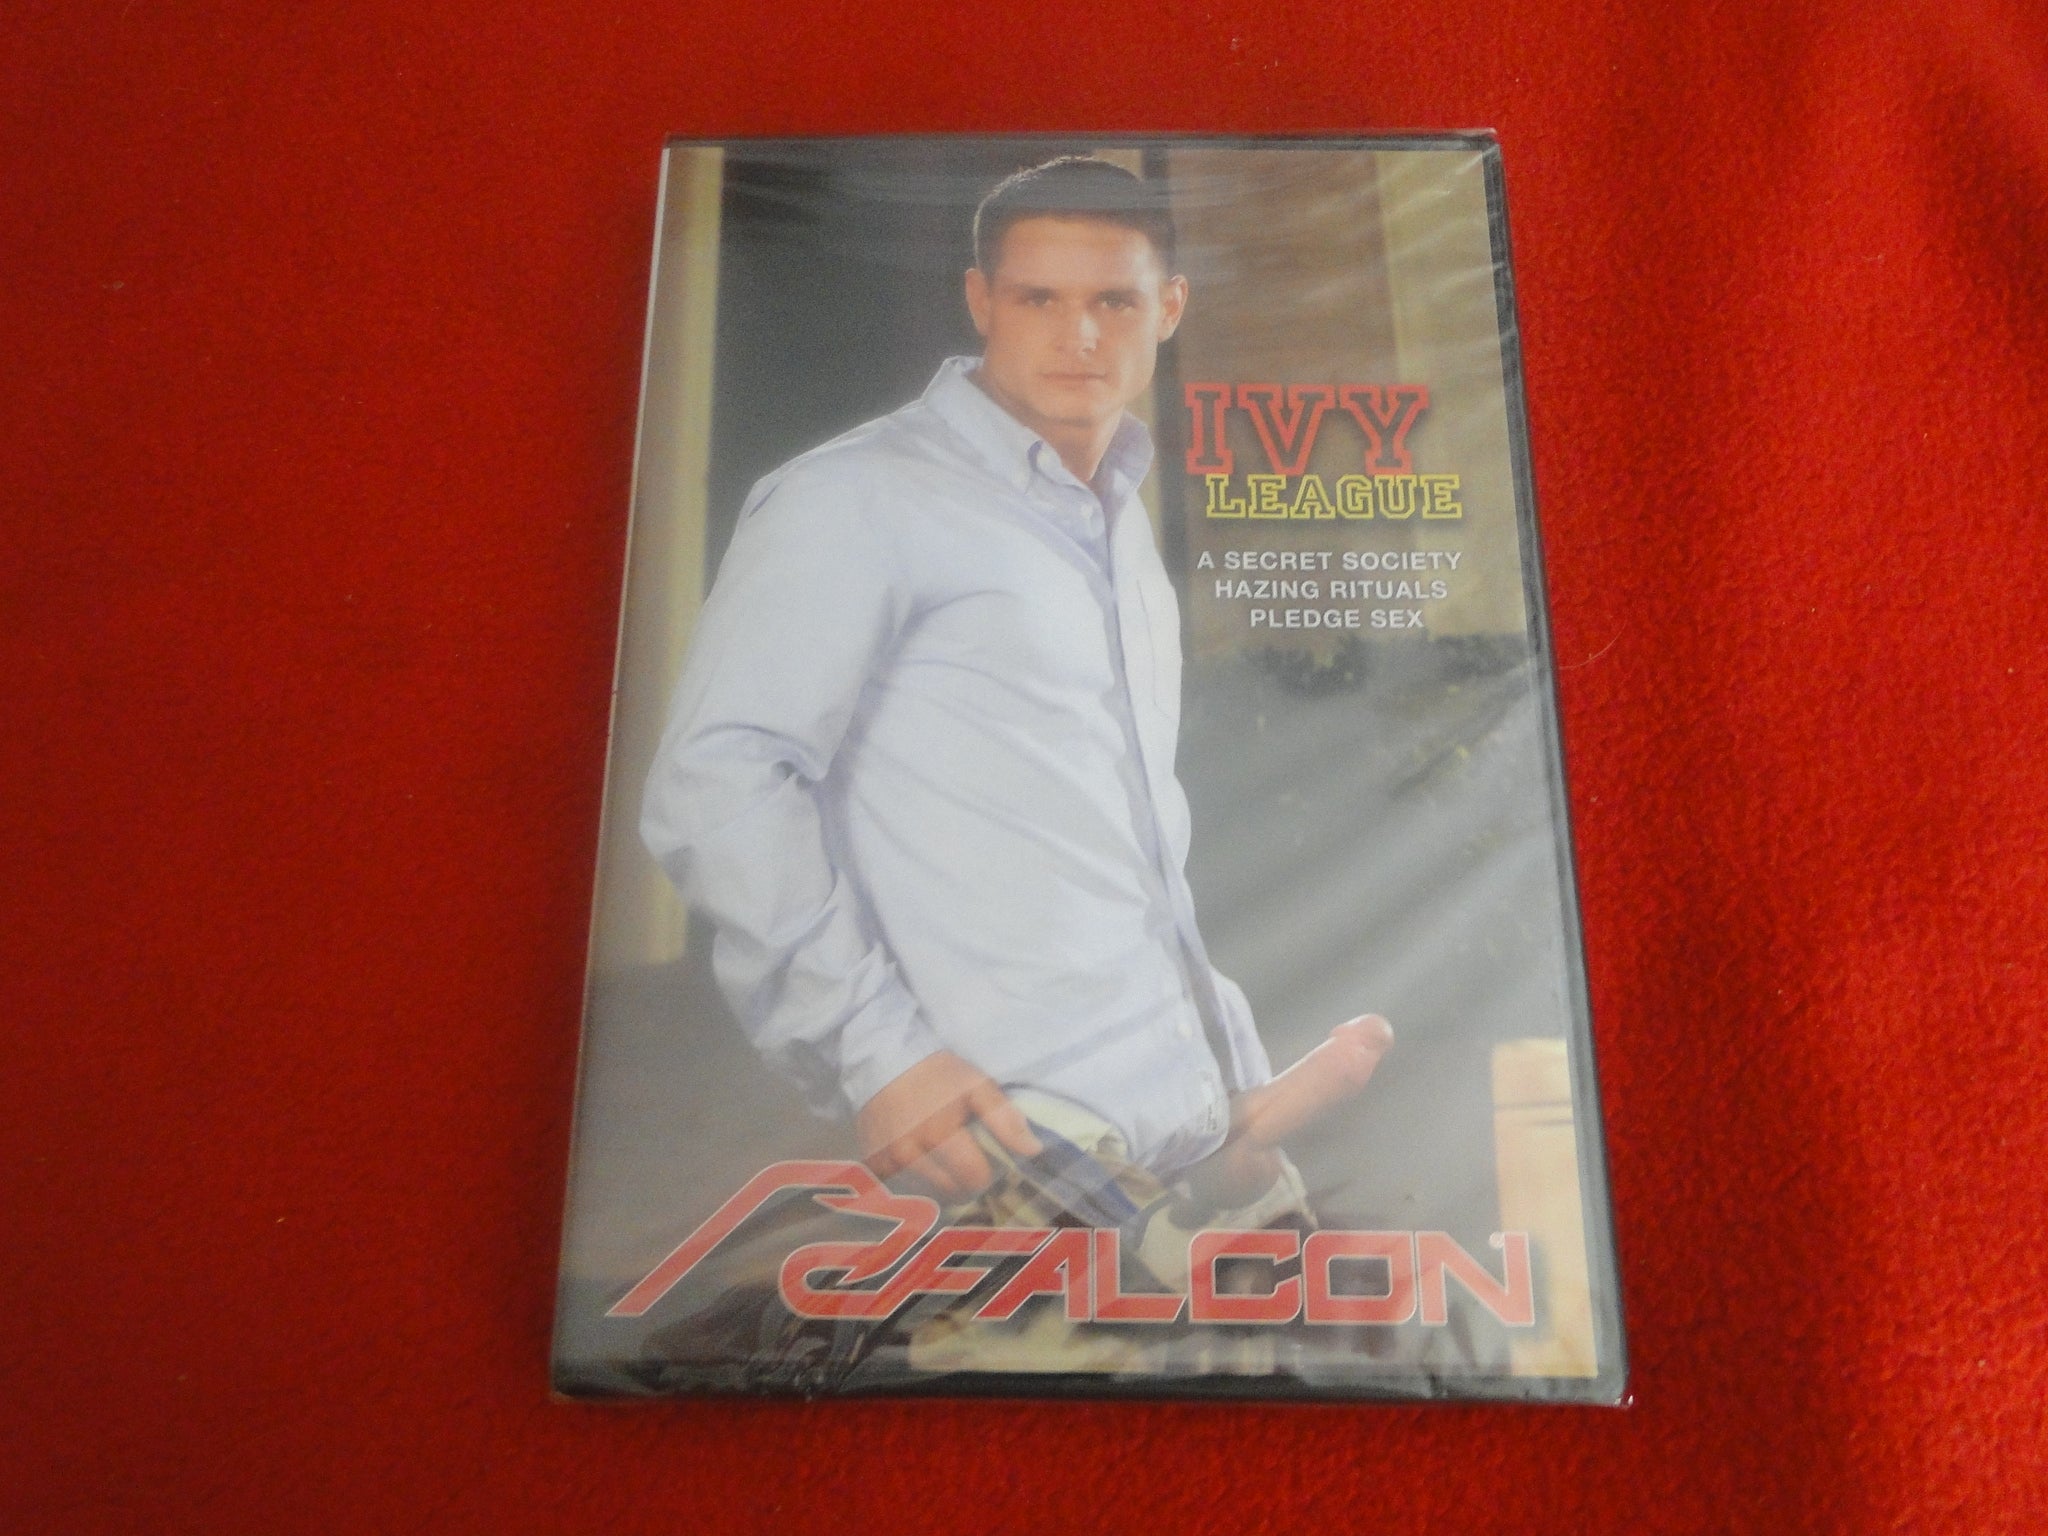 IVY
LEAGUE
A SECRET SOCIETY
HAZING RITUALS
PLEDGE SEX
FALCON®